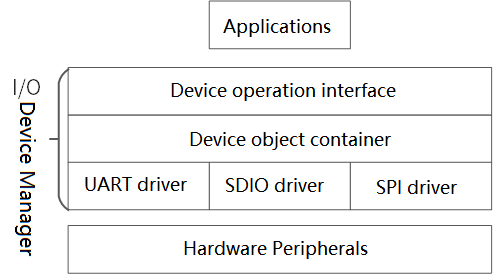 Applications
I/O Device Manager
Device operation interface
Device object container
UART driver
SDIO driver
SPI driver
Hardware Peripherals